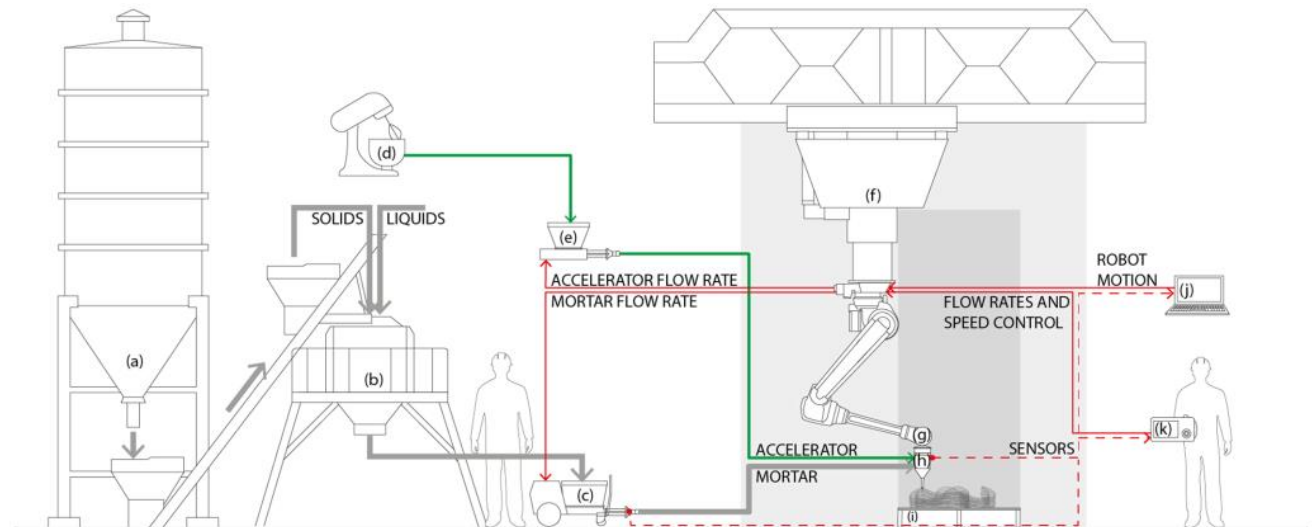 (d)
SOLIDS
LIQUIDS
(f)
(e)
ACCELERATOR FLOW RATE
MORTAR FLOW RATE
ROBOT
MOTION
(j)
FLOW RATES AND
SPEED CONTROL
(a)
(b)
(k)
(g)
ACCELERATOR
(h)
SENSORS
MORTAR
(c)
(i)